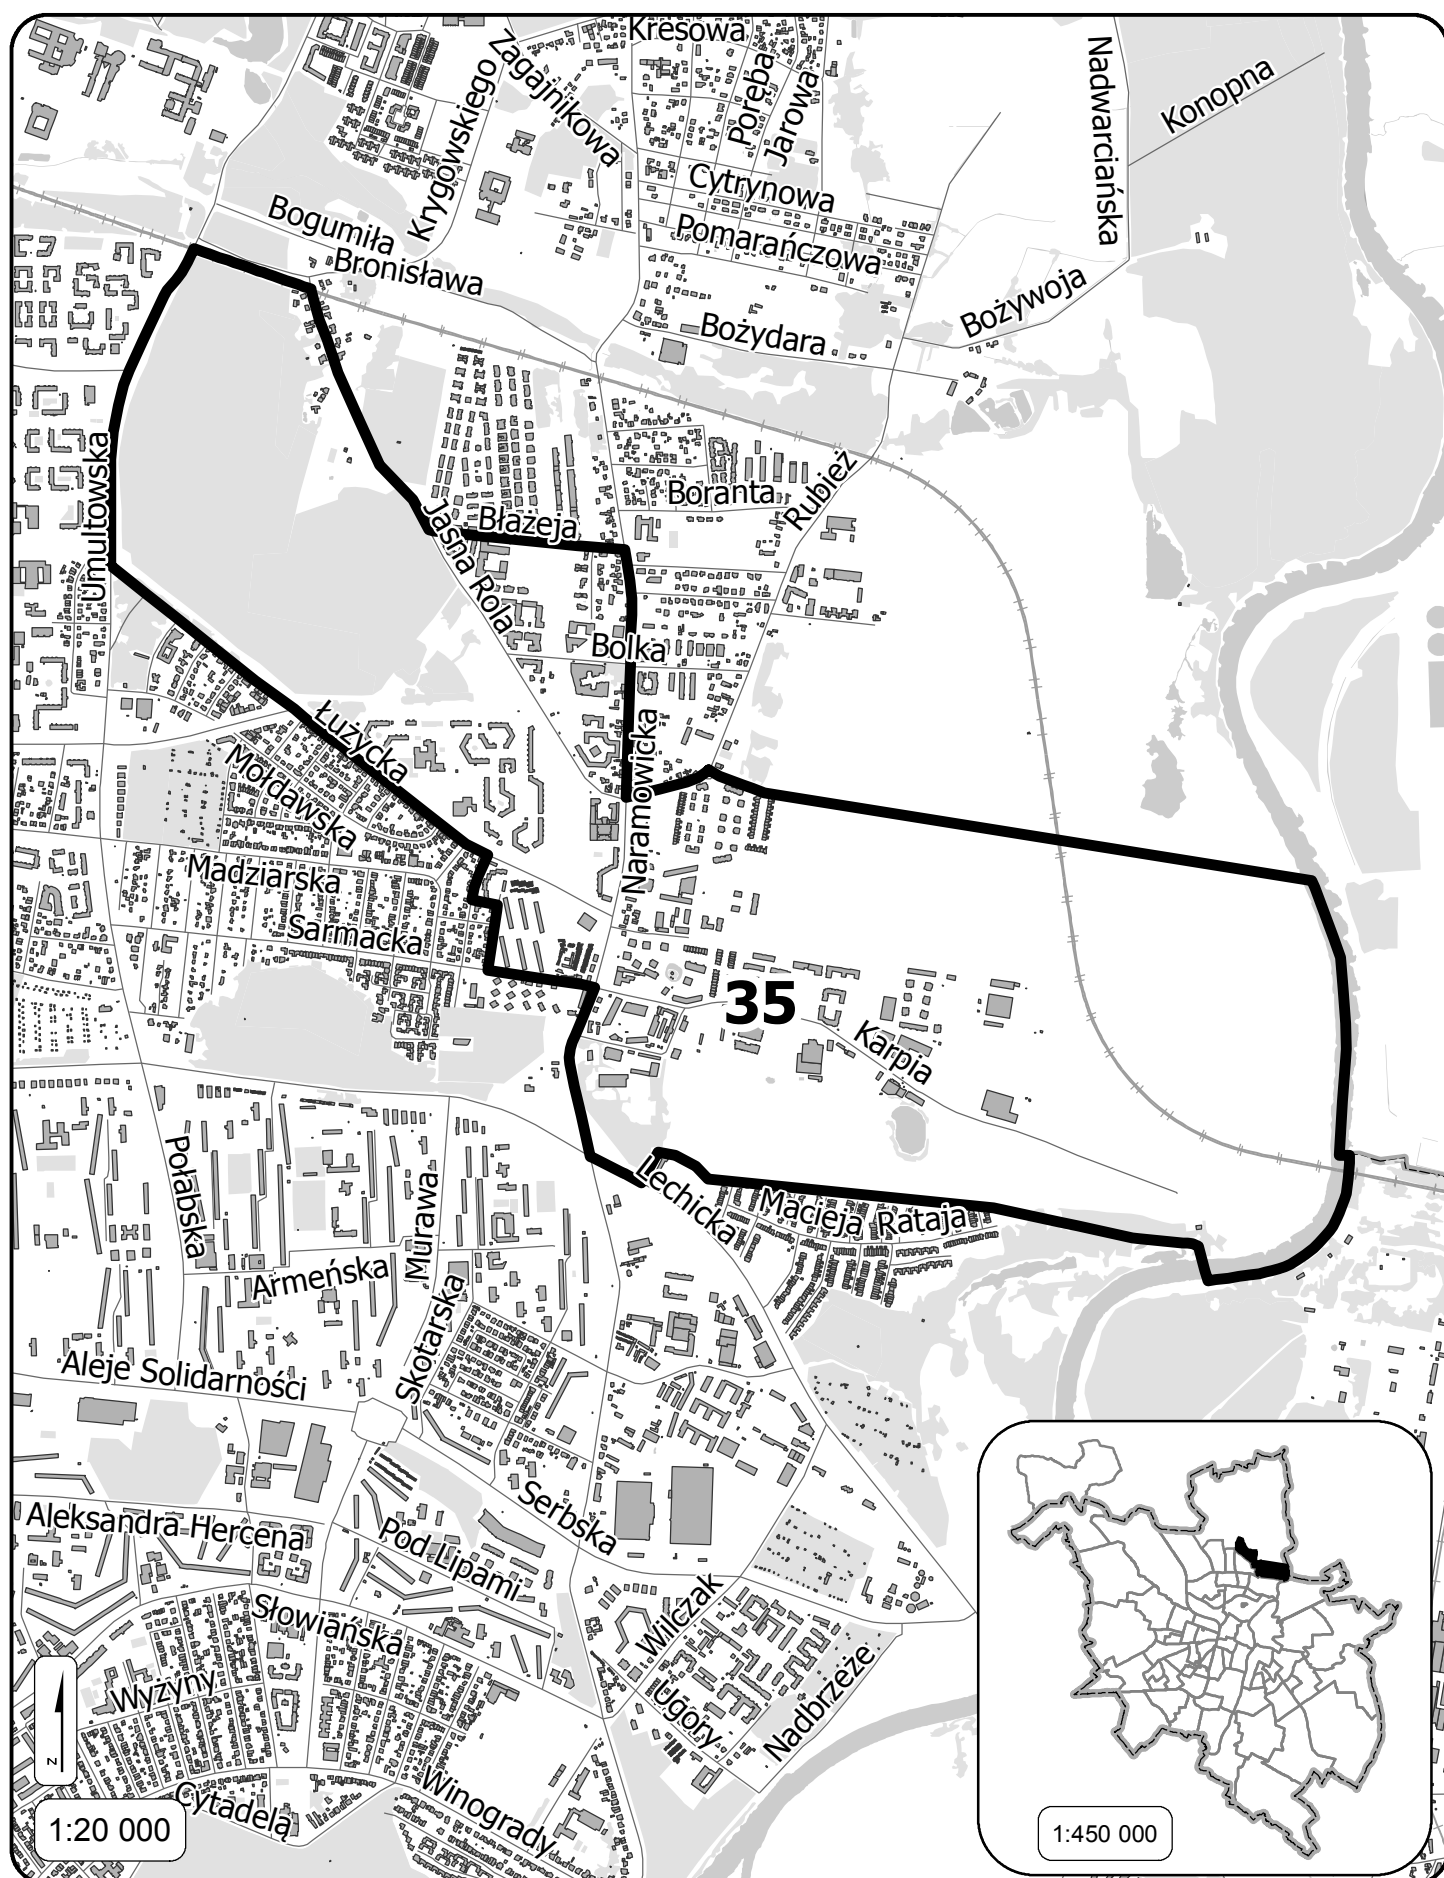 Kresowa
Zagajnikowa
Krygowskiego
Poręba
Jarowa
Nadwarciańska
Konopna
Cytrynowa
Pomarańczowa
Bogumiła
Bronisława
Bożydara
Bożywoja
Umultowska
Boranta
Rubież
Błażeja
Jasna Rola
Bolka
Łużycka
Naramowicka
Mołdawska
Madziarska
Sarmacka
35
Karpia
Połabska
Murawa
Lechicka
Macieja Rataja
Armeńska
Skotarska
Aleje Solidarności
Aleksandra Hercena
Serbska
Pod Lipami
Słowiańska
Wilczak
Wyżyny
Ugory
Nadbrzeże
Cytadelą
Winogrady
N
1:20 000
1:450 000